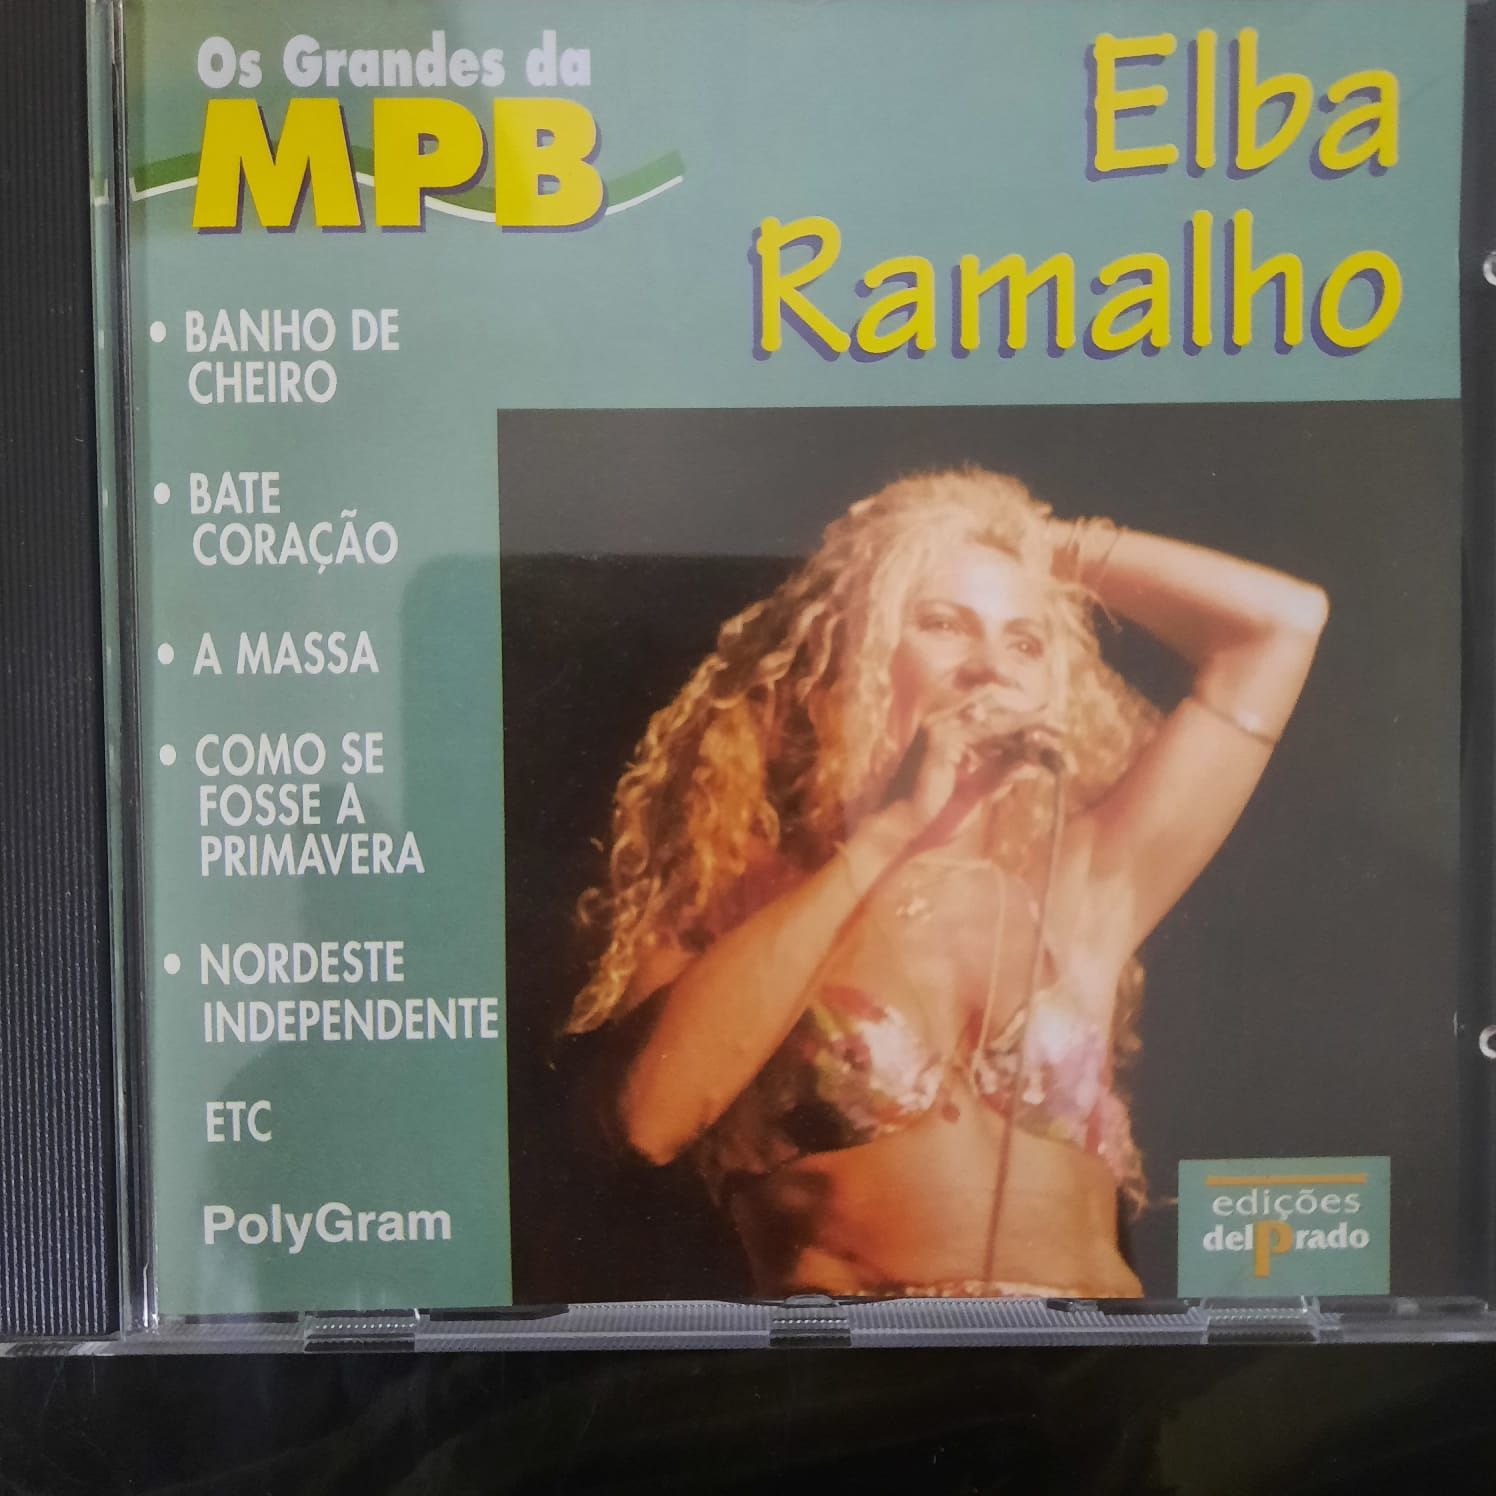 Os Grandes da
MPB
Elba
Ramalho
• BANHO DE
CHEIRO
• BATE
CORAÇÃO
• A MASSA
• COMO SE
FOSSE A
PRIMAVERA
• NORDESTE
INDEPENDENTE
ETC
PolyGram
edições
delPrado